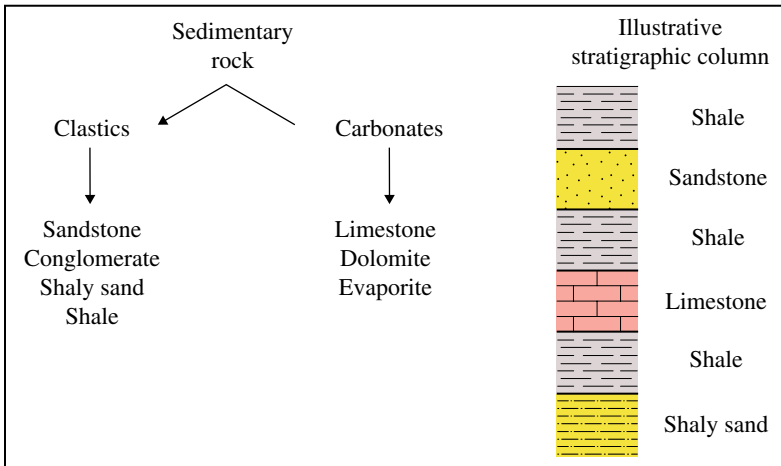 Sedimentary
rock
Clastics
Carbonates
Sandstone
Conglomerate
Shaly sand
Shale
Limestone
Dolomite
Evaporite
Illustrative
stratigraphic column
Shale
Sandstone
Shale
Limestone
Shale
Shaly sand